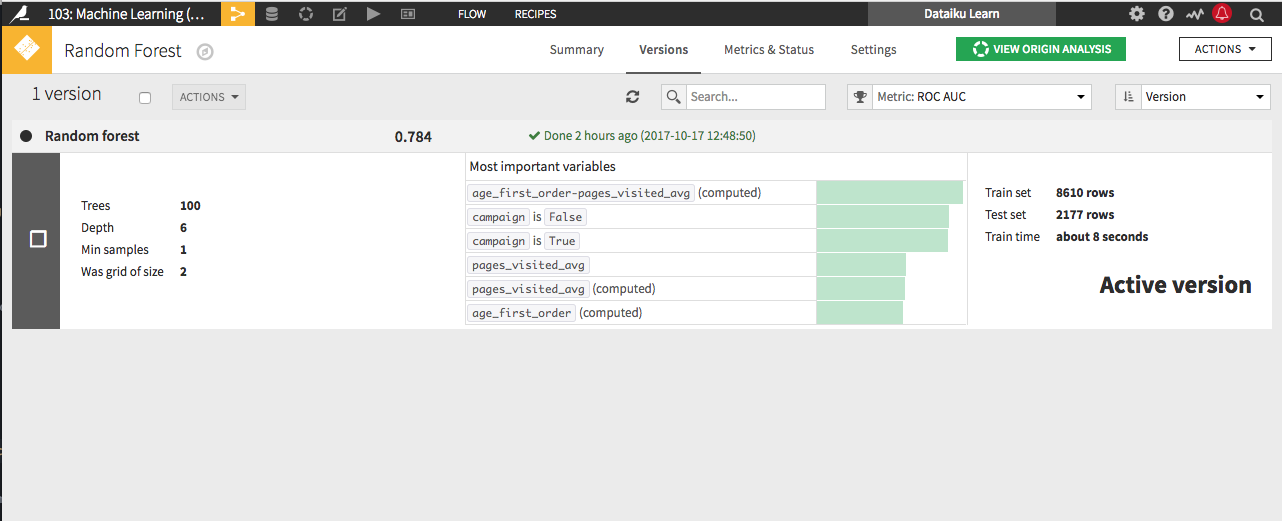 103: Machine Learning (... FLOW RECIPES Dataiku Learn
Random Forest Summary Versions Metrics & Status Settings VIEW ORIGIN ANALYSIS ACTIONS
1 version ACTIONS Search... Metric: ROC AUC Version
Random forest 0.784 Done 2 hours ago (2017-10-17 12:48:50)
Trees 100
Depth 6
Min samples 1
Was grid of size 2
Most important variables
age_first_order-pages_visited_avg (computed)
campaign is False
campaign is True
pages_visited_avg
pages_visited_avg (computed)
age_first_order (computed)
Train set 8610 rows
Test set 2177 rows
Train time about 8 seconds
Active version